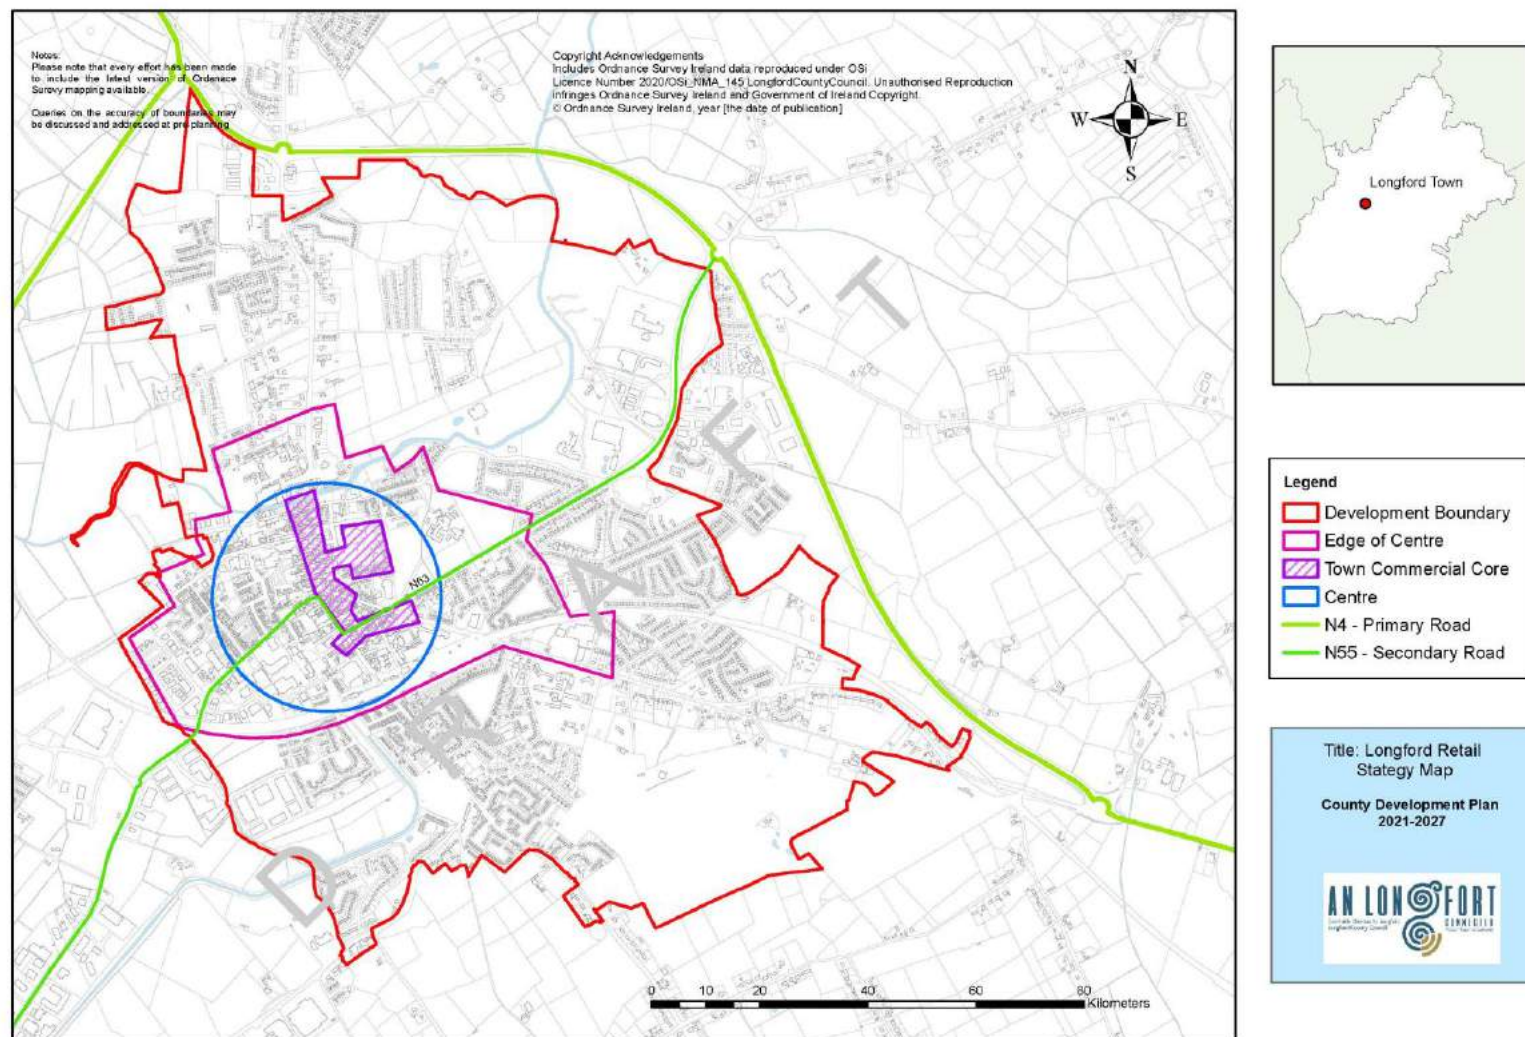 Notes:
Please note that every effort has been made
to include the latest version of Ordenace
Survey mapping available.
Queries on the accuracy of boundaries may
be discussed and addressed at pre planning
Copyright Acknowledgements
Includes Ordnance Survey Ireland data reproduced under OSi
Licence Number 2020/OSi_NMA_145 LongfordCountyCouncil. Unauthorised Reproduction
infringes Ordnance Survey Ireland and Government of Ireland Copyright.
© Ordnance Survey Ireland, year [the date of publication]
N
W E
S
N63
DRAFT
0 10 20 40 60 80
Kilometers
Longford Town
Legend
Development Boundary
Edge of Centre
Town Commercial Core
Centre
N4 - Primary Road
N55 - Secondary Road
Title: Longford Retail
Stategy Map
County Development Plan
2021-2027
AN LONGFORT
CONNECTED